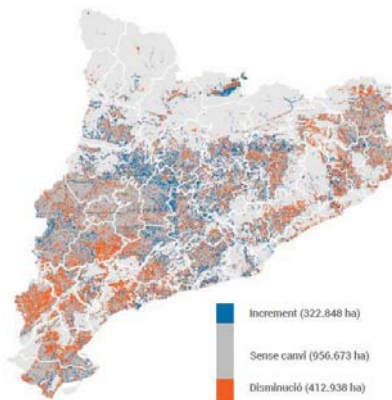 Increment (322.848 ha)
Sense canvi (956.673 ha)
Disminució (412.938 ha)